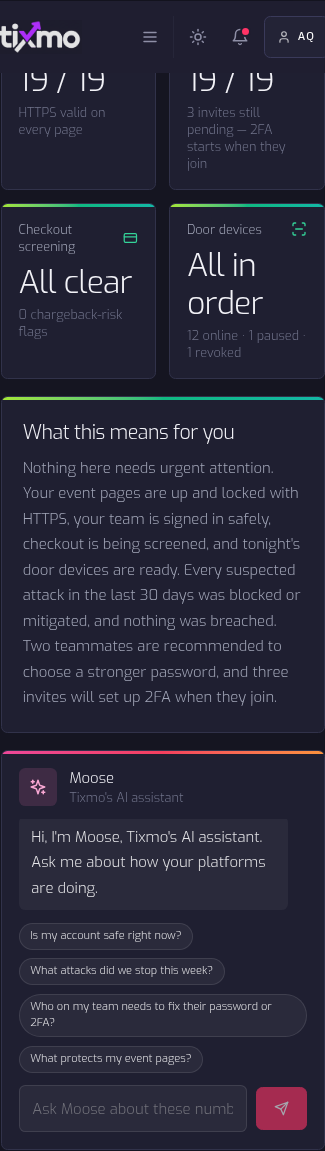 tixmo
AQ
19 / 19
HTTPS valid on
every page
19 / 19
3 invites still
pending — 2FA
starts when they
join
Checkout
screening
All clear
0 chargeback-risk
flags
Door devices
All in
order
12 online · 1 paused ·
1 revoked
What this means for you
Nothing here needs urgent attention.
Your event pages are up and locked with
HTTPS, your team is signed in safely,
checkout is being screened, and tonight's
door devices are ready. Every suspected
attack in the last 30 days was blocked or
mitigated, and nothing was breached.
Two teammates are recommended to
choose a stronger password, and three
invites will set up 2FA when they join.
Moose
Tixmo's AI assistant
Hi, I'm Moose, Tixmo's AI assistant.
Ask me about how your platforms
are doing.
Is my account safe right now?
What attacks did we stop this week?
Who on my team needs to fix their password or
2FA?
What protects my event pages?
Ask Moose about these numb